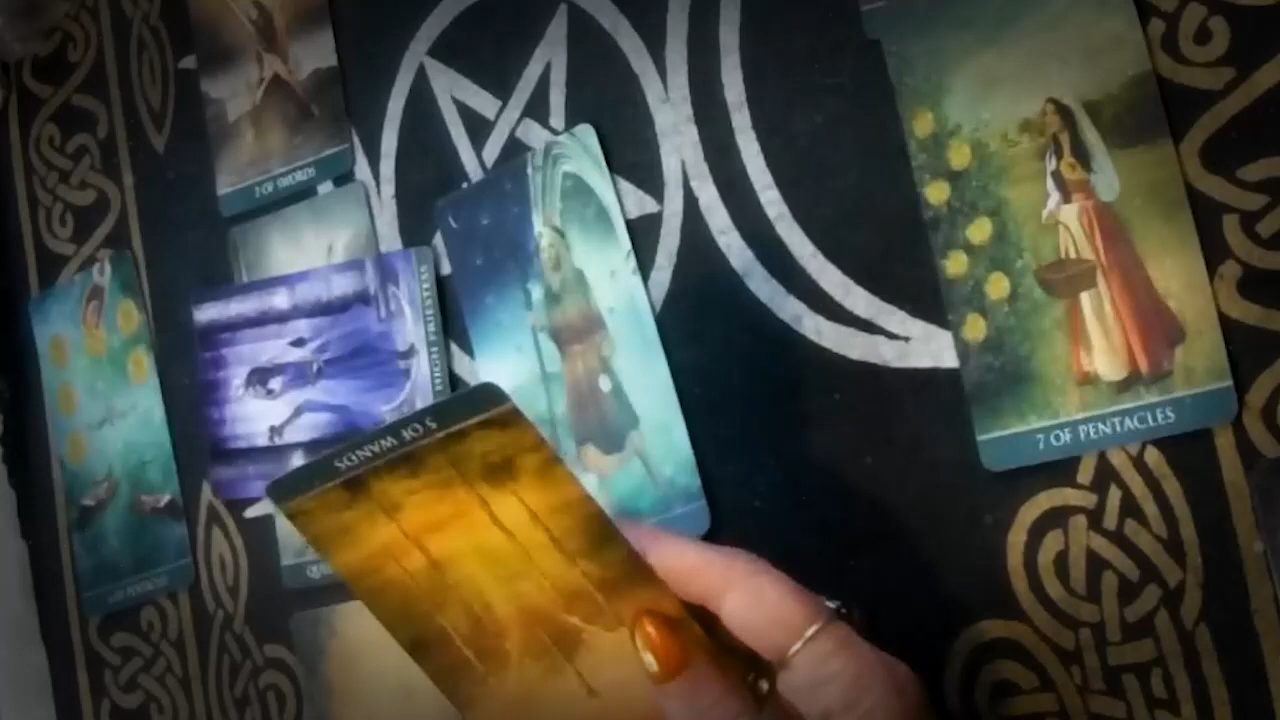 7 OF SWORDS
HIGH PRIESTESS
5 OF WANDS
7 OF PENTACLES